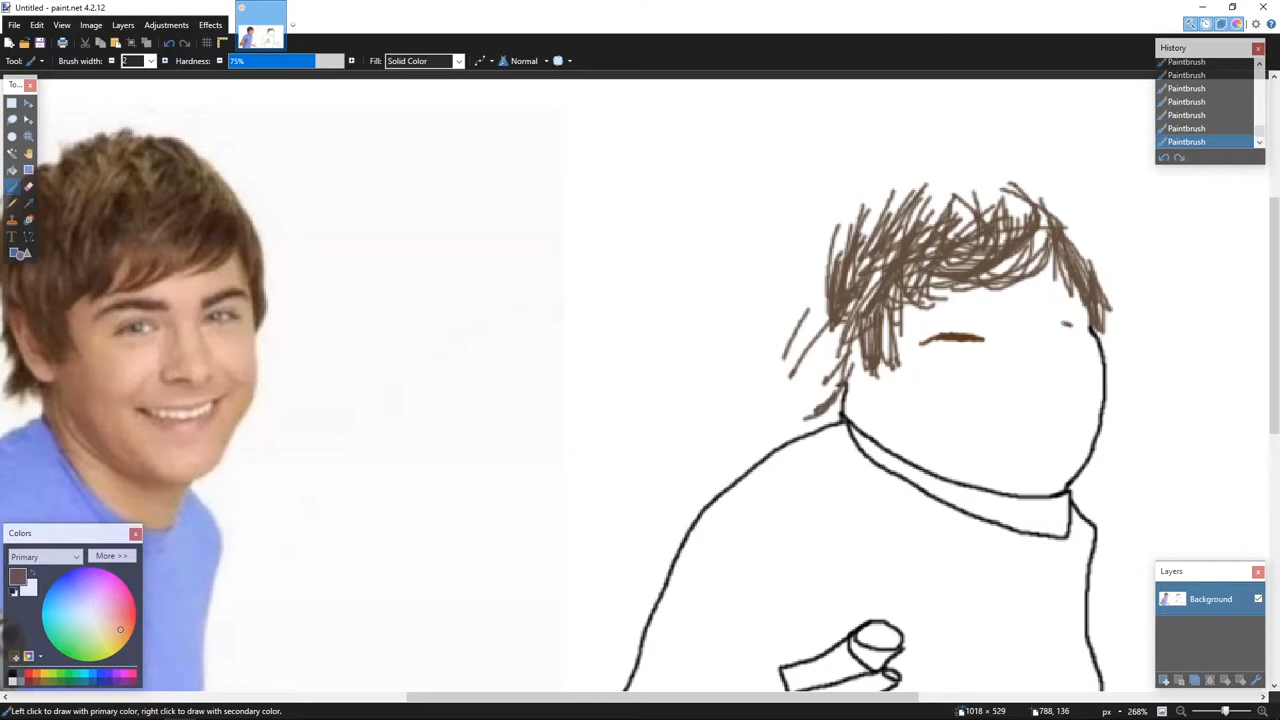 Untitled - paint.net 4.2.12
File Edit View Image Layers Adjustments Effects
Tool: Brush width: 2 Hardness: 75% Fill: Solid Color Normal
To...
History
Paintbrush
Paintbrush
Paintbrush
Paintbrush
Paintbrush
Paintbrush
Paintbrush
Colors
Primary More >>
Layers
Background
Left click to draw with primary color, right click to draw with secondary color. 1018 × 529 788, 136 px 268%